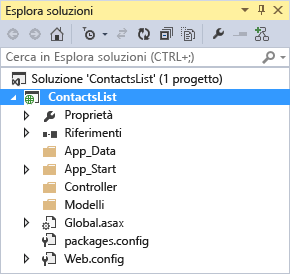 Esplora soluzioni
Cerca in Esplora soluzioni (CTRL+;)
Soluzione 'ContactsList' (1 progetto)
ContactsList
Proprietà
Riferimenti
App_Data
App_Start
Controller
Modelli
Global.asax
packages.config
Web.config